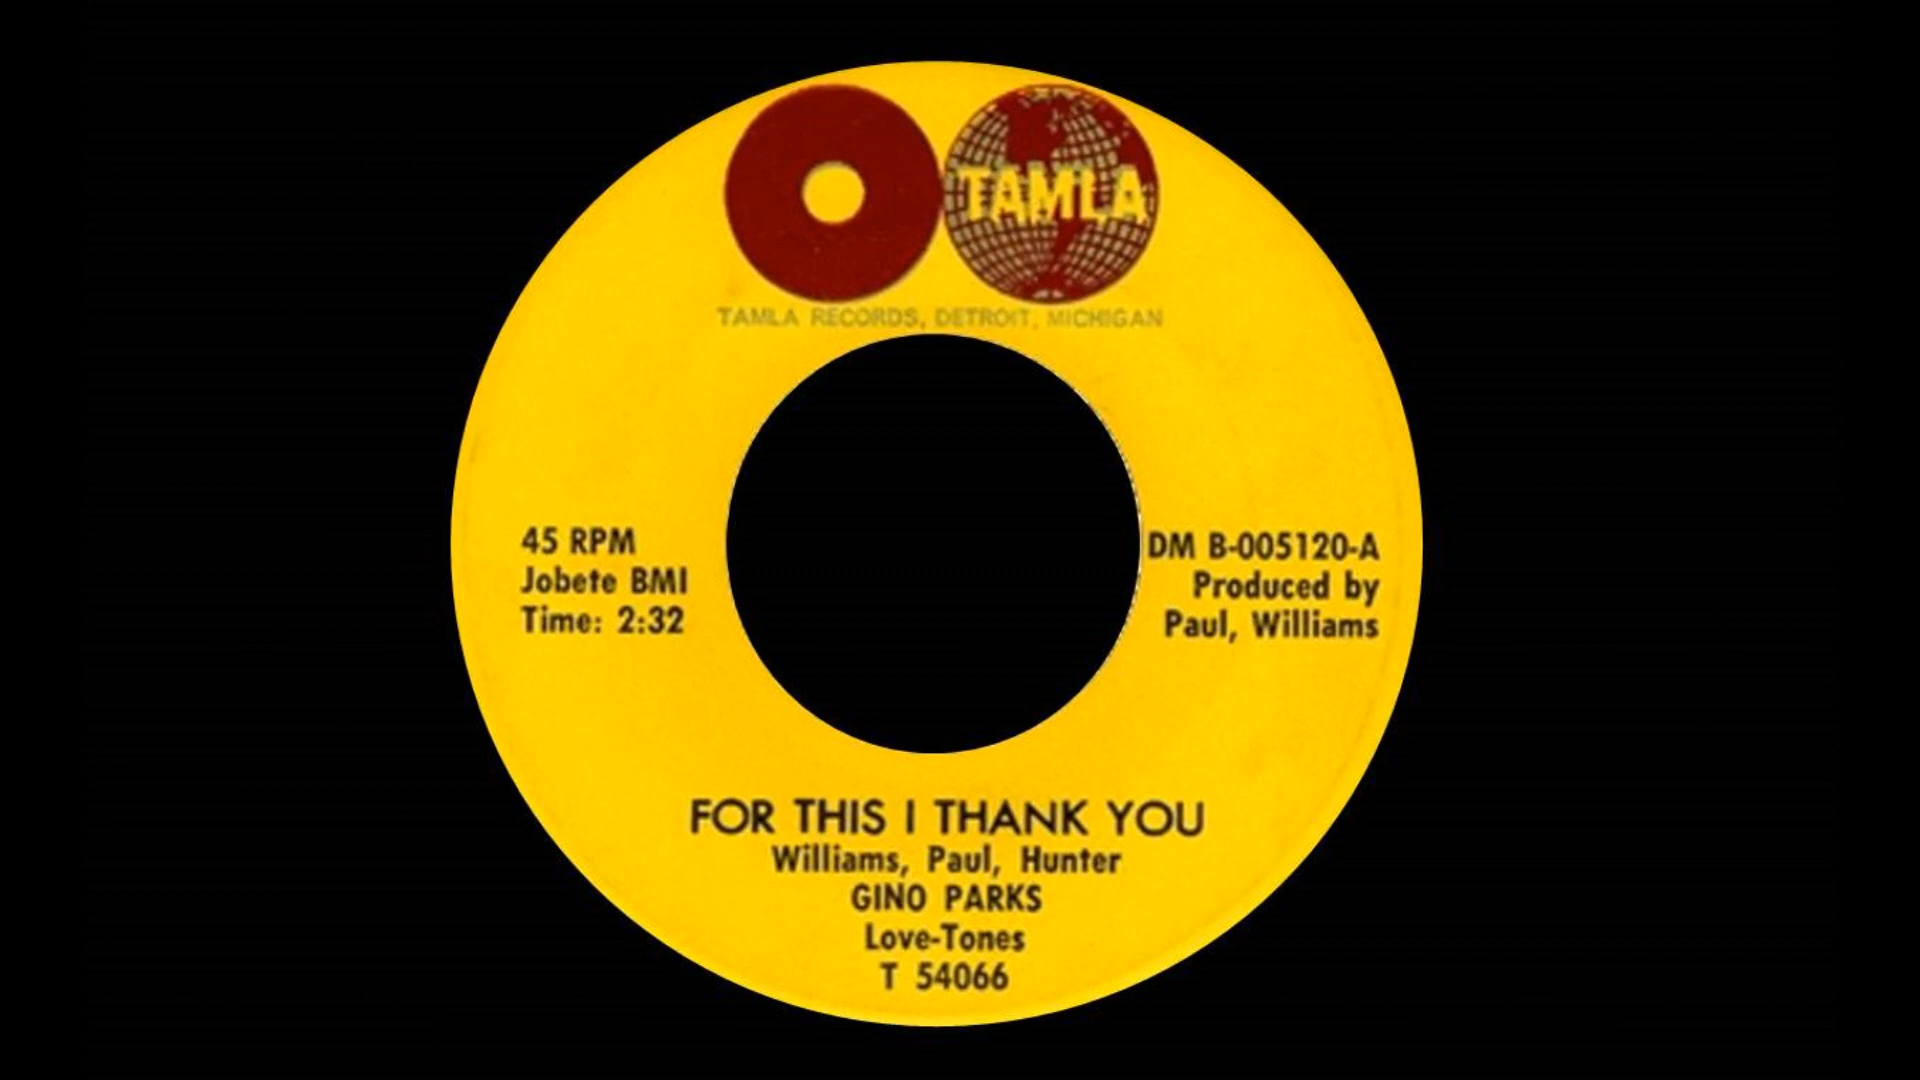 TAMLA
TAMLA RECORDS, DETROIT, MICHIGAN
45 RPM
Jobete BMI
Time: 2:32
DM B-005120-A
Produced by
Paul, Williams
FOR THIS I THANK YOU
Williams, Paul, Hunter
GINO PARKS
Love-Tones
T 54066